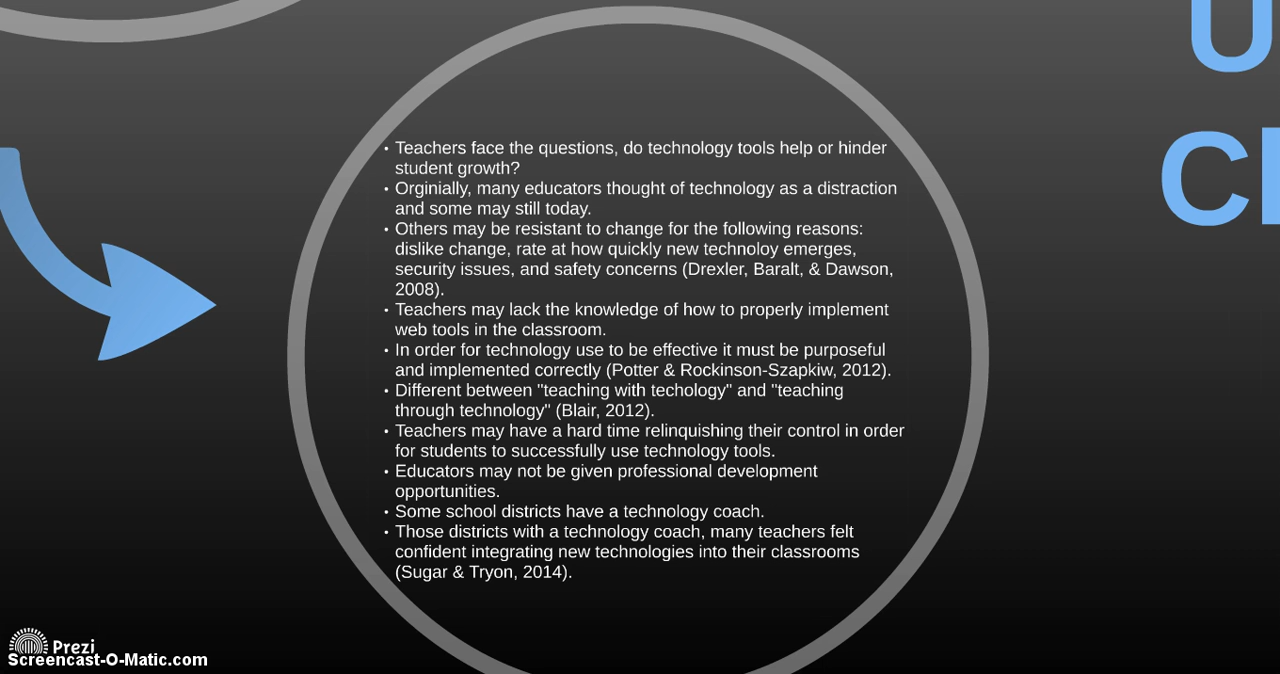 U
C
• Teachers face the questions, do technology tools help or hinder
student growth?
• Orginially, many educators thought of technology as a distraction
and some may still today.
• Others may be resistant to change for the following reasons:
dislike change, rate at how quickly new technoloy emerges,
security issues, and safety concerns (Drexler, Baralt, & Dawson,
2008).
• Teachers may lack the knowledge of how to properly implement
web tools in the classroom.
• In order for technology use to be effective it must be purposeful
and implemented correctly (Potter & Rockinson-Szapkiw, 2012).
• Different between "teaching with techology" and "teaching
through technology" (Blair, 2012).
• Teachers may have a hard time relinquishing their control in order
for students to successfully use technology tools.
• Educators may not be given professional development
opportunities.
• Some school districts have a technology coach.
• Those districts with a technology coach, many teachers felt
confident integrating new technologies into their classrooms
(Sugar & Tryon, 2014).
Prezi
Screencast-O-Matic.com